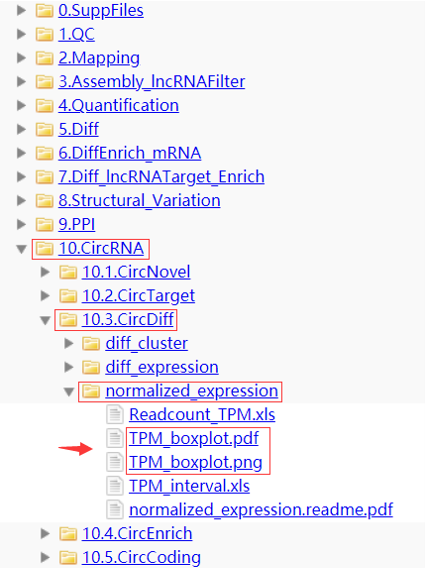 0.SuppFiles
1.QC
2.Mapping
3.Assembly_lncRNAFilter
4.Quantification
5.Diff
6.DiffEnrich_mRNA
7.Diff_lncRNATarget_Enrich
8.Structural_Variation
9.PPI
10.CircRNA
10.1.CircNovel
10.2.CircTarget
10.3.CircDiff
diff_cluster
diff_expression
normalized_expression
Readcount_TPM.xls
TPM_boxplot.pdf
TPM_boxplot.png
TPM_interval.xls
normalized_expression.readme.pdf
10.4.CircEnrich
10.5.CircCoding